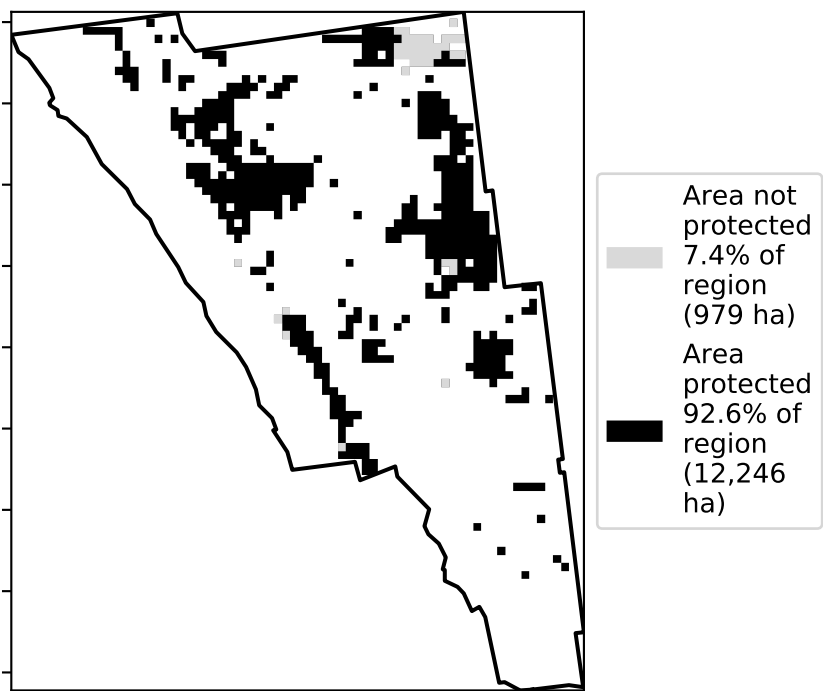 Area not
protected
7.4% of
region
(979 ha)
Area
protected
92.6% of
region
(12,246
ha)